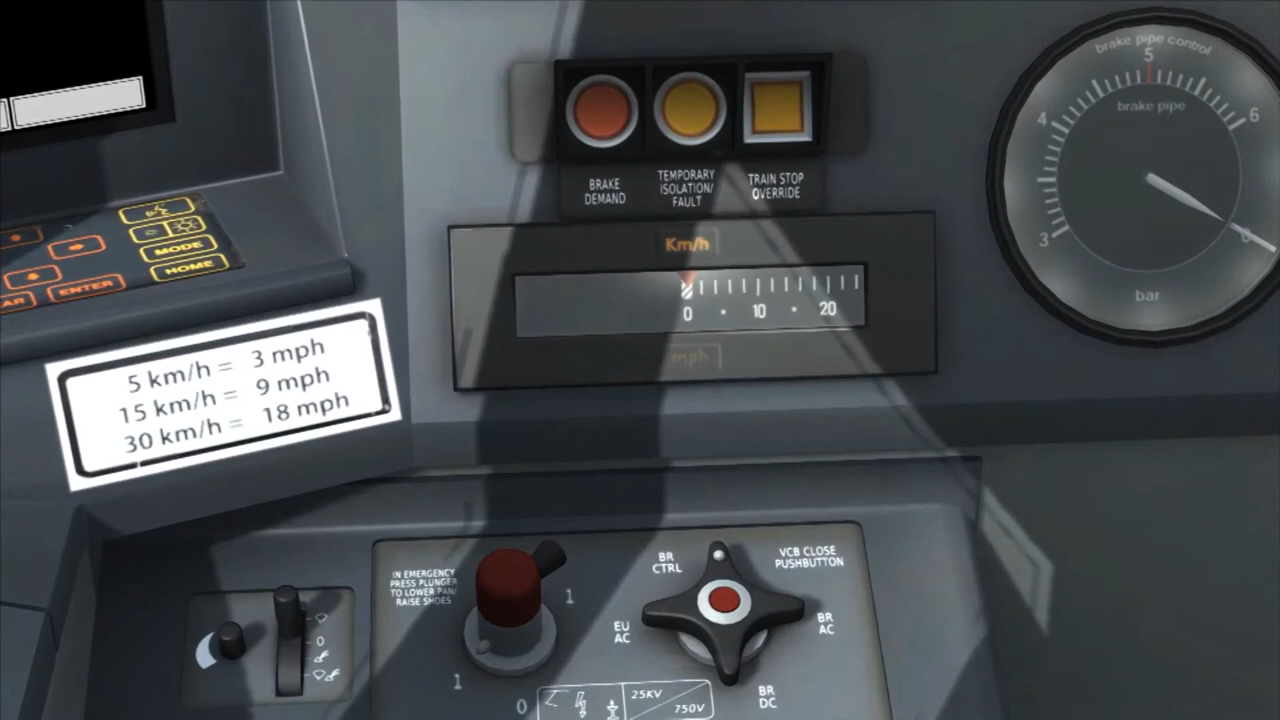 brake pipe control
5
brake pipe
4
6
3
bar
BRAKE
DEMAND
TEMPORARY
ISOLATION/
FAULT
TRAIN STOP
OVERRIDE
Km/h
0 · 10 · 20
mph
MODE
HOME
ENTER
5 km/h = 3 mph
15 km/h = 9 mph
30 km/h = 18 mph
IN EMERGENCY
PRESS PLUNGER
TO LOWER PAN/
RAISE SHOES
1
1
0
0
BR
CTRL
VCB CLOSE
PUSHBUTTON
EU
AC
BR
AC
BR
DC
25KV
750V